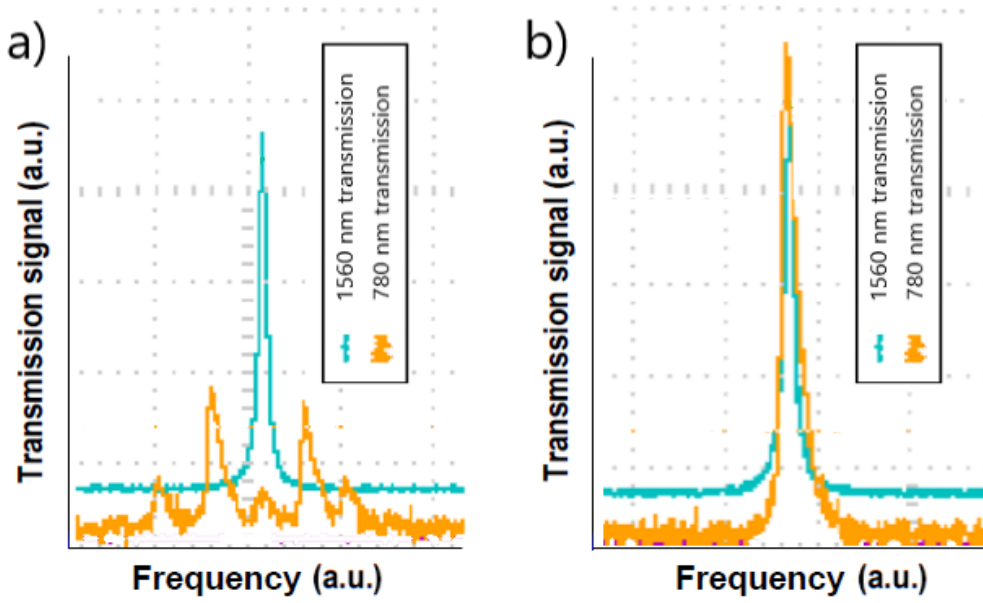 a)
Transmission signal (a.u.)
1560 nm transmission
780 nm transmission
Frequency (a.u.)
b)
Transmission signal (a.u.)
1560 nm transmission
780 nm transmission
Frequency (a.u.)